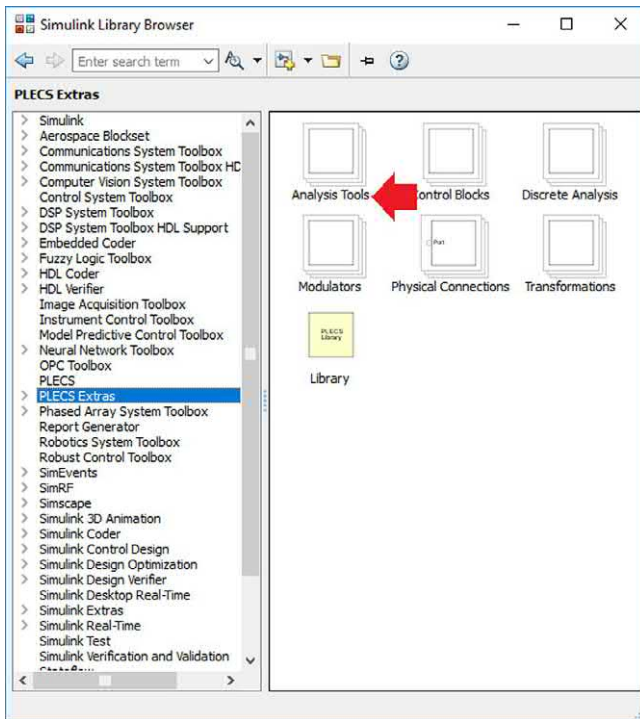 Simulink Library Browser
Enter search term
PLECS Extras
Simulink
Aerospace Blockset
Communications System Toolbox
Communications System Toolbox HD
Computer Vision System Toolbox
Control System Toolbox
DSP System Toolbox
DSP System Toolbox HDL Support
Embedded Coder
Fuzzy Logic Toolbox
HDL Coder
HDL Verifier
Image Acquisition Toolbox
Instrument Control Toolbox
Model Predictive Control Toolbox
Neural Network Toolbox
OPC Toolbox
PLECS
PLECS Extras
Phased Array System Toolbox
Report Generator
Robotics System Toolbox
Robust Control Toolbox
SimEvents
SimRF
Simscape
Simulink 3D Animation
Simulink Coder
Simulink Control Design
Simulink Design Optimization
Simulink Design Verifier
Simulink Desktop Real-Time
Simulink Extras
Simulink Real-Time
Simulink Test
Simulink Verification and Validation
Analysis Tools
ontrol Blocks
Discrete Analysis
Port
Modulators
Physical Connections
Transformations
PLECS
Library
Library